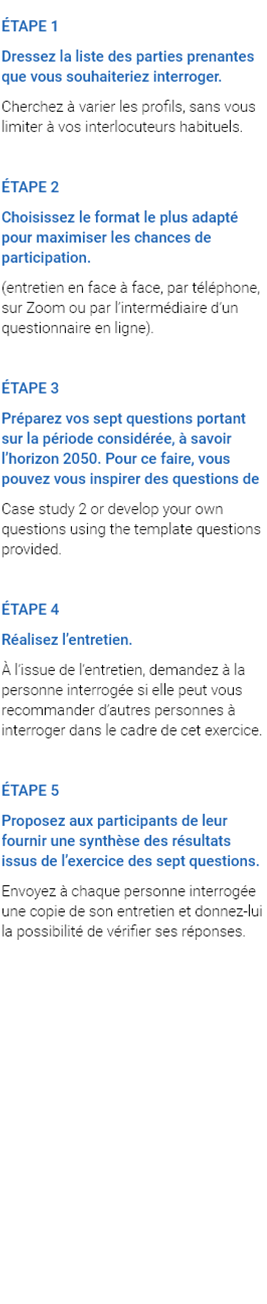 ÉTAPE 1
Dressez la liste des parties prenantes
que vous souhaiteriez interroger.
Cherchez à varier les profils, sans vous
limiter à vos interlocuteurs habituels.
ÉTAPE 2
Choisissez le format le plus adapté
pour maximiser les chances de
participation.
(entretien en face à face, par téléphone,
sur Zoom ou par l'intermédiaire d'un
questionnaire en ligne).
ÉTAPE 3
Préparez vos sept questions portant
sur la période considérée, à savoir
l'horizon 2050. Pour ce faire, vous
pouvez vous inspirer des questions de
Case study 2 or develop your own
questions using the template questions
provided.
ÉTAPE 4
Réalisez l'entretien.
À l'issue de l'entretien, demandez à la
personne interrogée si elle peut vous
recommander d'autres personnes à
interroger dans le cadre de cet exercice.
ÉTAPE 5
Proposez aux participants de leur
fournir une synthèse des résultats
issus de l'exercice des sept questions.
Envoyez à chaque personne interrogée
une copie de son entretien et donnez-lui
la possibilité de vérifier ses réponses.